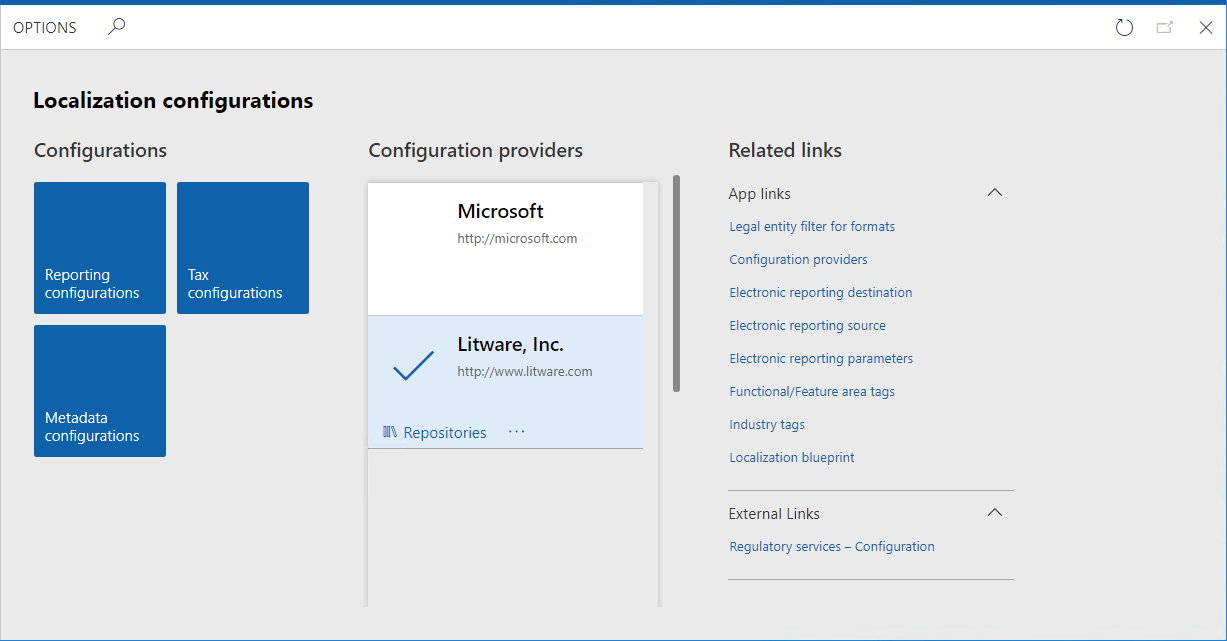 OPTIONS
Localization configurations
Configurations
Reporting
configurations
Tax
configurations
Metadata
configurations
Configuration providers
Microsoft
http://microsoft.com
Litware, Inc.
http://www.litware.com
Repositories ···
Related links
App links
Legal entity filter for formats
Configuration providers
Electronic reporting destination
Electronic reporting source
Electronic reporting parameters
Functional/Feature area tags
Industry tags
Localization blueprint
External Links
Regulatory services – Configuration